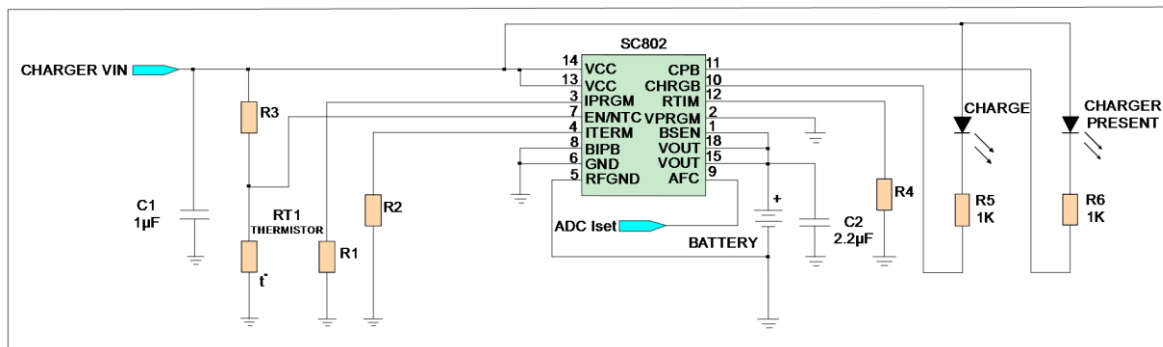 SC802
CHARGER VIN
14 VCC CPB 11
13 VCC CHRGB 10
3 IPRGM RTIM 12
7 EN/NTC VPRGM 2
4 ITERM BSEN 1
8 BIPB VOUT 18
6 GND VOUT 15
5 RFGND AFC 9
R3
CHARGE
CHARGER
PRESENT
C1
1µF
RT1
THERMISTOR
t°
R1
R2
ADC Iset
+
BATTERY
C2
2.2µF
R4
R5
1K
R6
1K